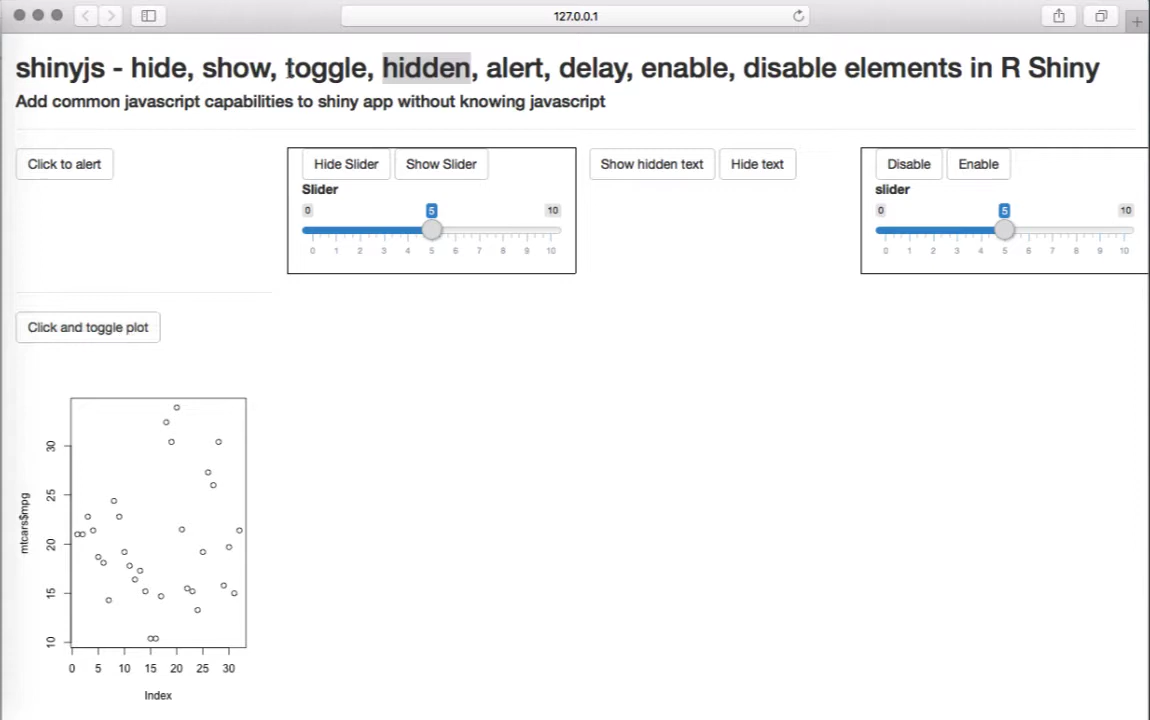 127.0.0.1
shinyjs - hide, show, toggle, hidden, alert, delay, enable, disable elements in R Shiny
Add common javascript capabilities to shiny app without knowing javascript
Click to alert
Hide Slider Show Slider
Slider
0 5 10
0 1 2 3 4 5 6 7 8 9 10
Show hidden text Hide text
Disable Enable
slider
0 5 10
0 1 2 3 4 5 6 7 8 9 10
Click and toggle plot
mtcars$mpg
30
25
20
15
10
0 5 10 15 20 25 30
Index